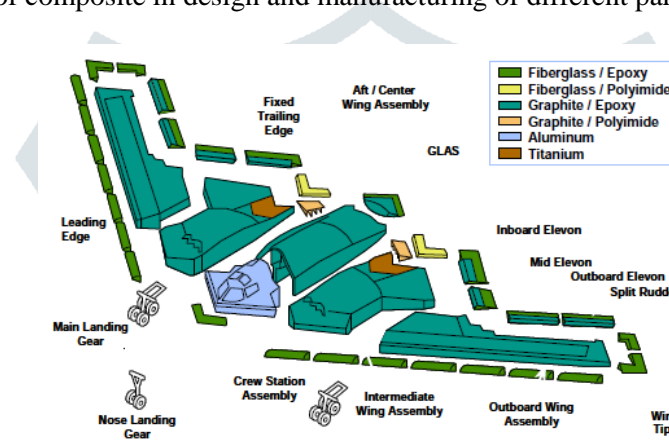 of composite in design and manufacturing of different par
Fiberglass / Epoxy
Fiberglass / Polyimide
Graphite / Epoxy
Graphite / Polyimide
Aluminum
Titanium
Aft / Center
Wing Assembly
Fixed
Trailing
Edge
GLAS
Leading
Edge
Inboard Elevon
Mid Elevon
Outboard Elevon
Split Rudd
Main Landing
Gear
Nose Landing
Gear
Crew Station
Assembly
Intermediate
Wing Assembly
Outboard Wing
Assembly
Win
Tip